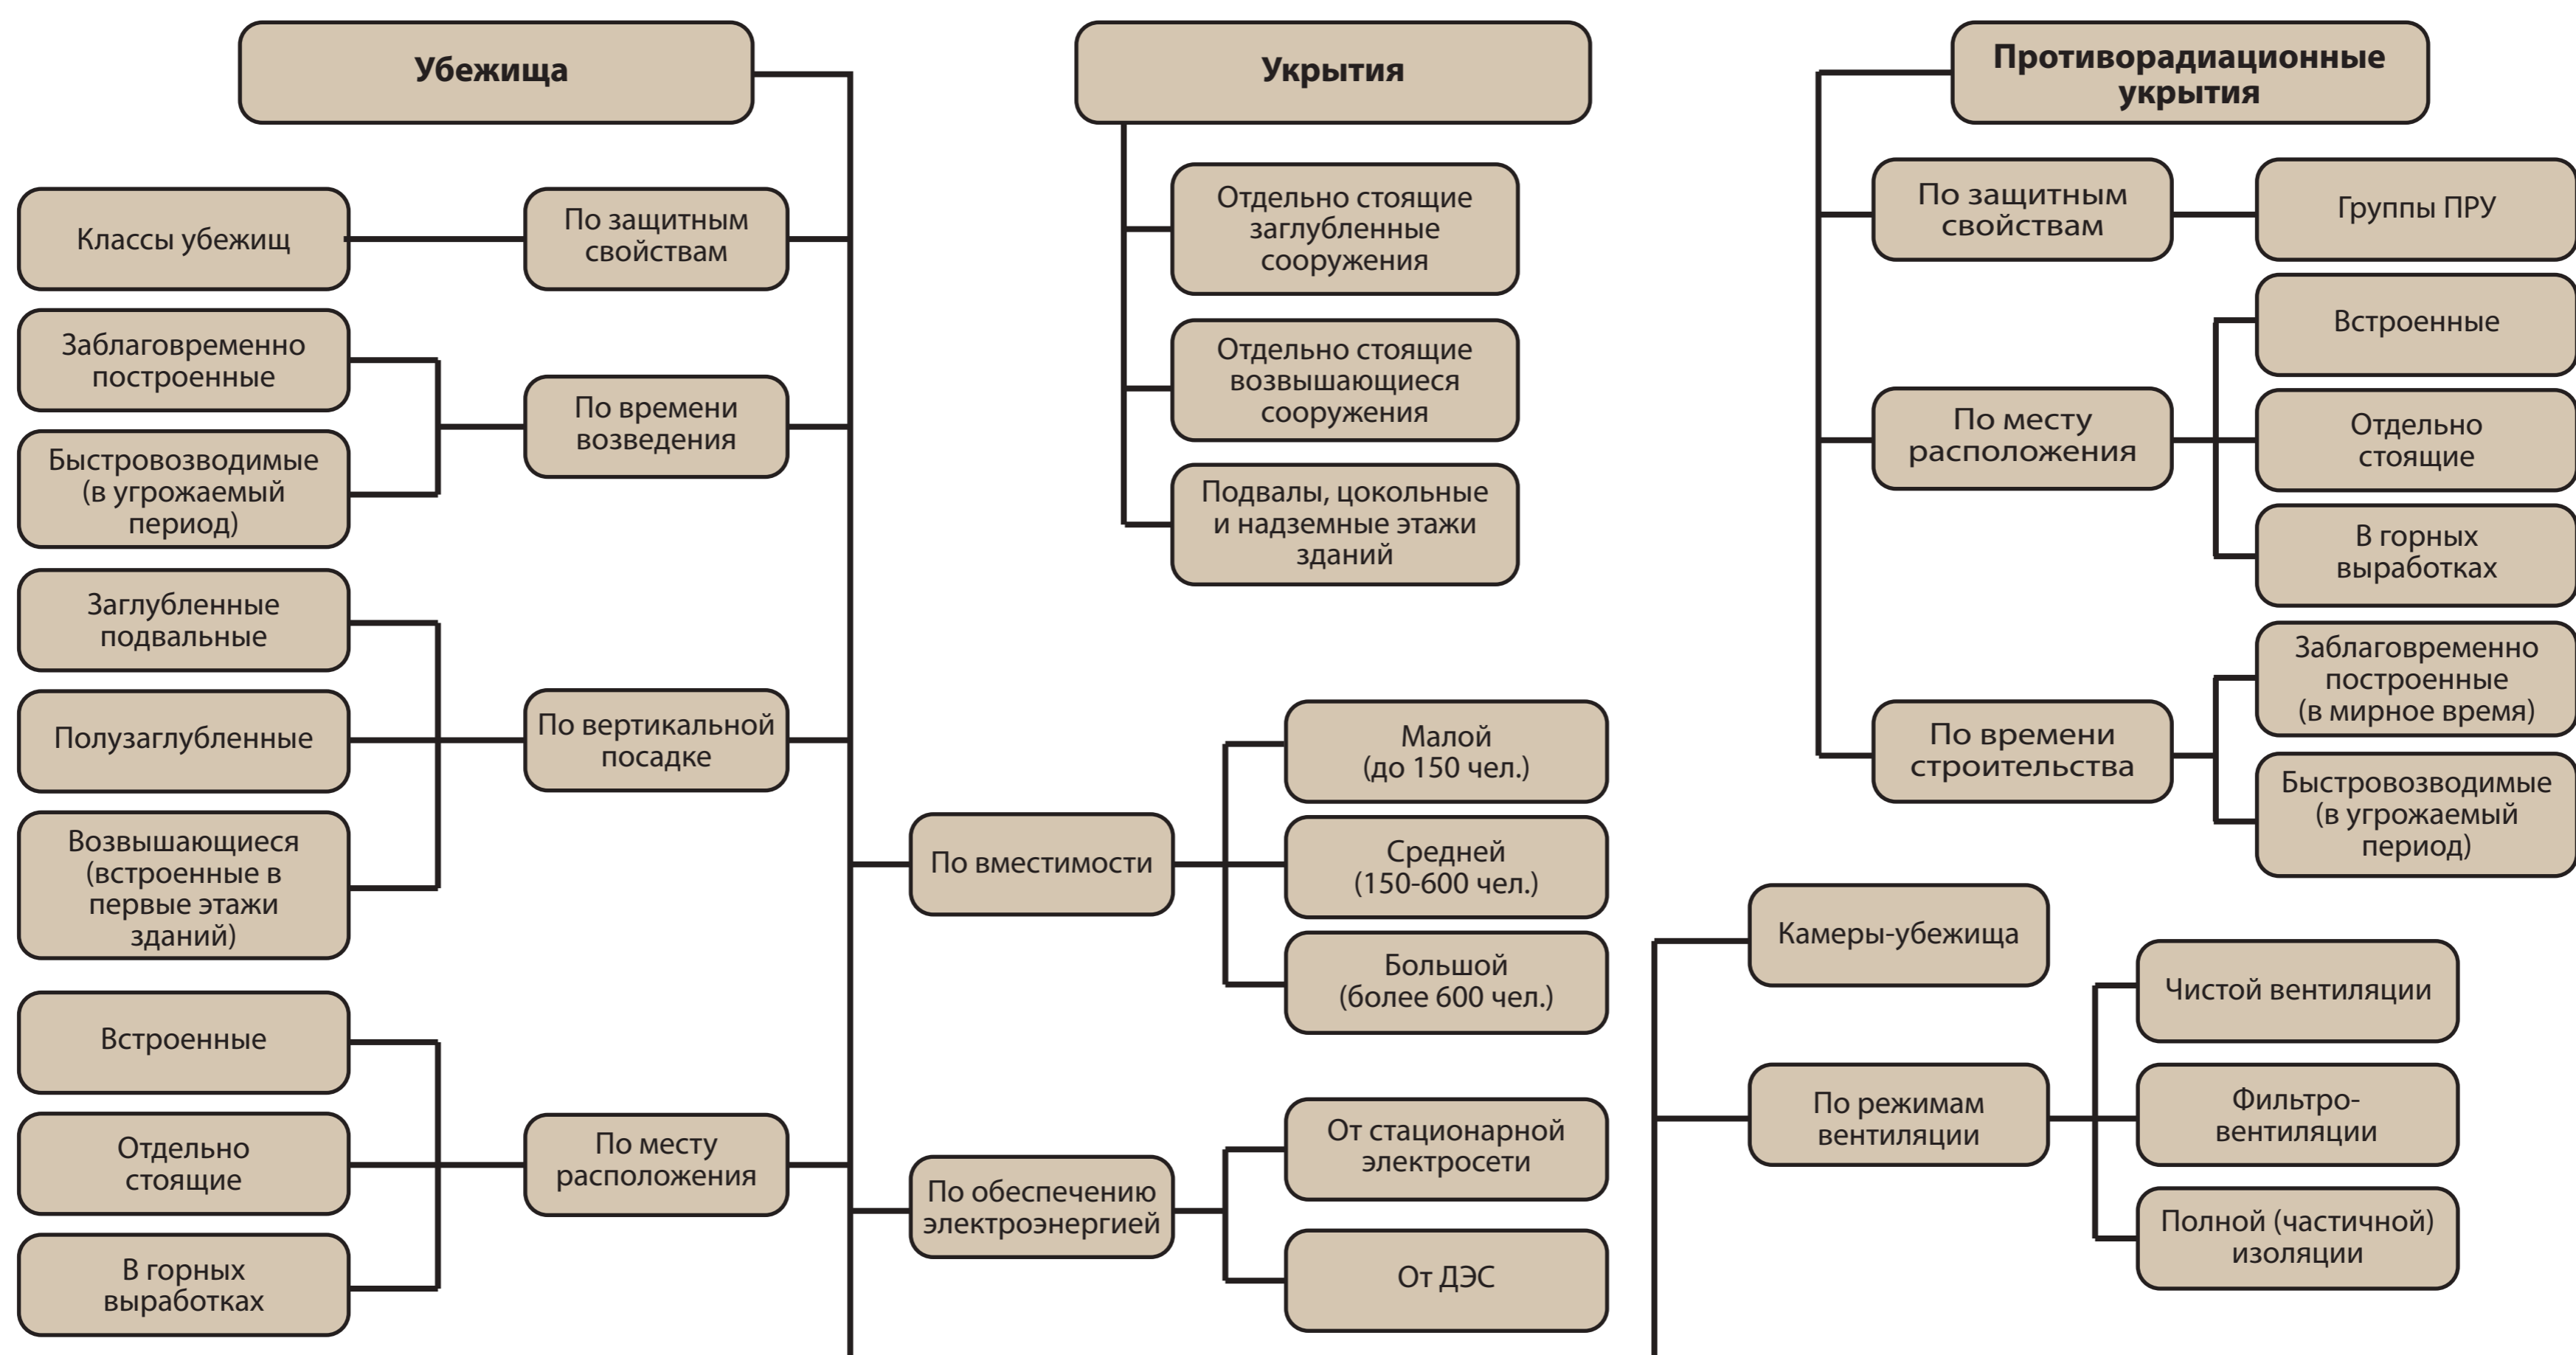 Убежища
Классы убежищ
По защитным
свойствам
Заблаговременно
построенные
Быстровозводимые
(в угрожаемый
период)
По времени
возведения
Заглубленные
подвальные
Полузаглубленные
Возвышающиеся
(встроенные в
первые этажи
зданий)
По вертикальной
посадке
Встроенные
Отдельно
стоящие
В горных
выработках
По месту
расположения
Укрытия
Отдельно стоящие
заглубленные
сооружения
Отдельно стоящие
возвышающиеся
сооружения
Подвалы, цокольные
и надземные этажи
зданий
По вместимости
Малой
(до 150 чел.)
Средней
(150-600 чел.)
Большой
(более 600 чел.)
По обеспечению
электроэнергией
От стационарной
электросети
От ДЭС
Противорадиационные
укрытия
По защитным
свойствам
Группы ПРУ
По месту
расположения
Встроенные
Отдельно
стоящие
В горных
выработках
По времени
строительства
Заблаговременно
построенные
(в мирное время)
Быстровозводимые
(в угрожаемый
период)
Камеры-убежища
По режимам
вентиляции
Чистой вентиляции
Фильтро-
вентиляции
Полной (частичной)
изоляции